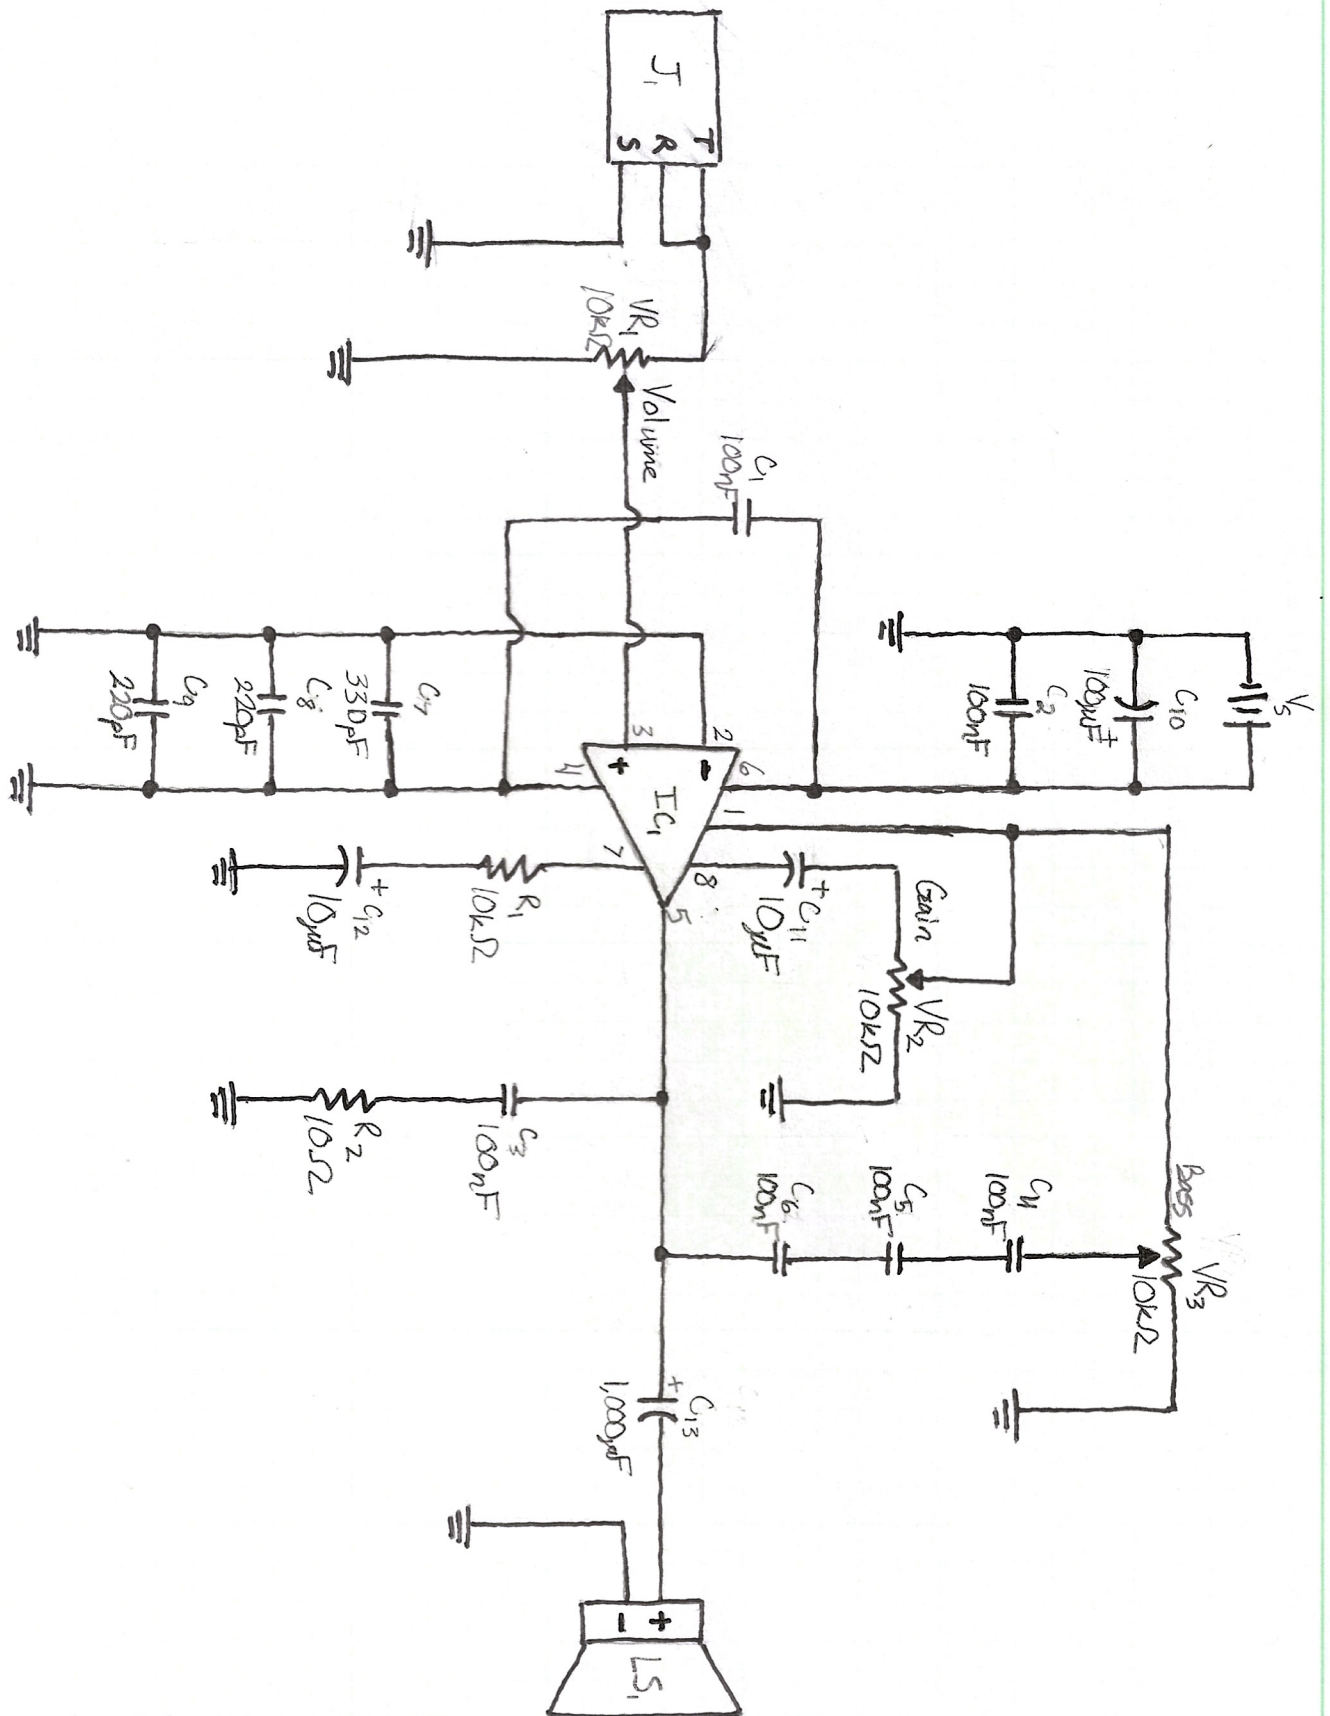 J1
T
R
S
VR1
10kΩ
Volume
C1
100nF
VS
C10
100µF
+
C2
100nF
C7
330pF
C8
220pF
C9
220pF
2
3
6
1
4
7
8
5
-
+
IC1
+
C11
10µF
Gain
VR2
10kΩ
R1
10kΩ
+
C12
10µF
C3
100nF
R2
10Ω
Bass
VR3
10kΩ
C4
100nF
C5
100nF
C6
100nF
+
C13
1,000µF
+
-
LS1